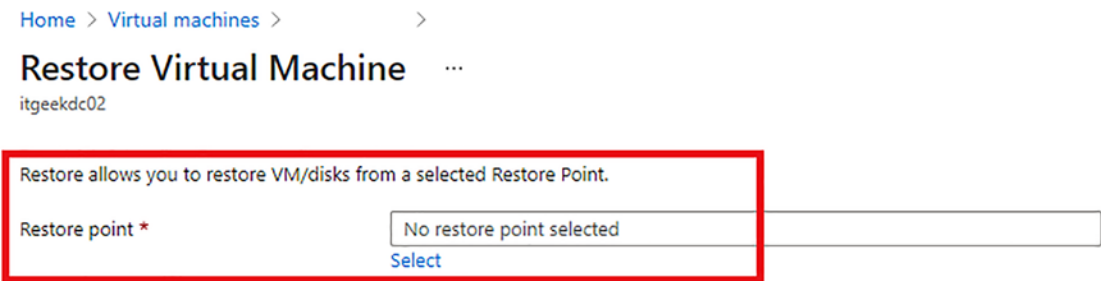 Home > Virtual machines > >
Restore Virtual Machine ...
itgeekdc02
Restore allows you to restore VM/disks from a selected Restore Point.
Restore point * No restore point selected
Select